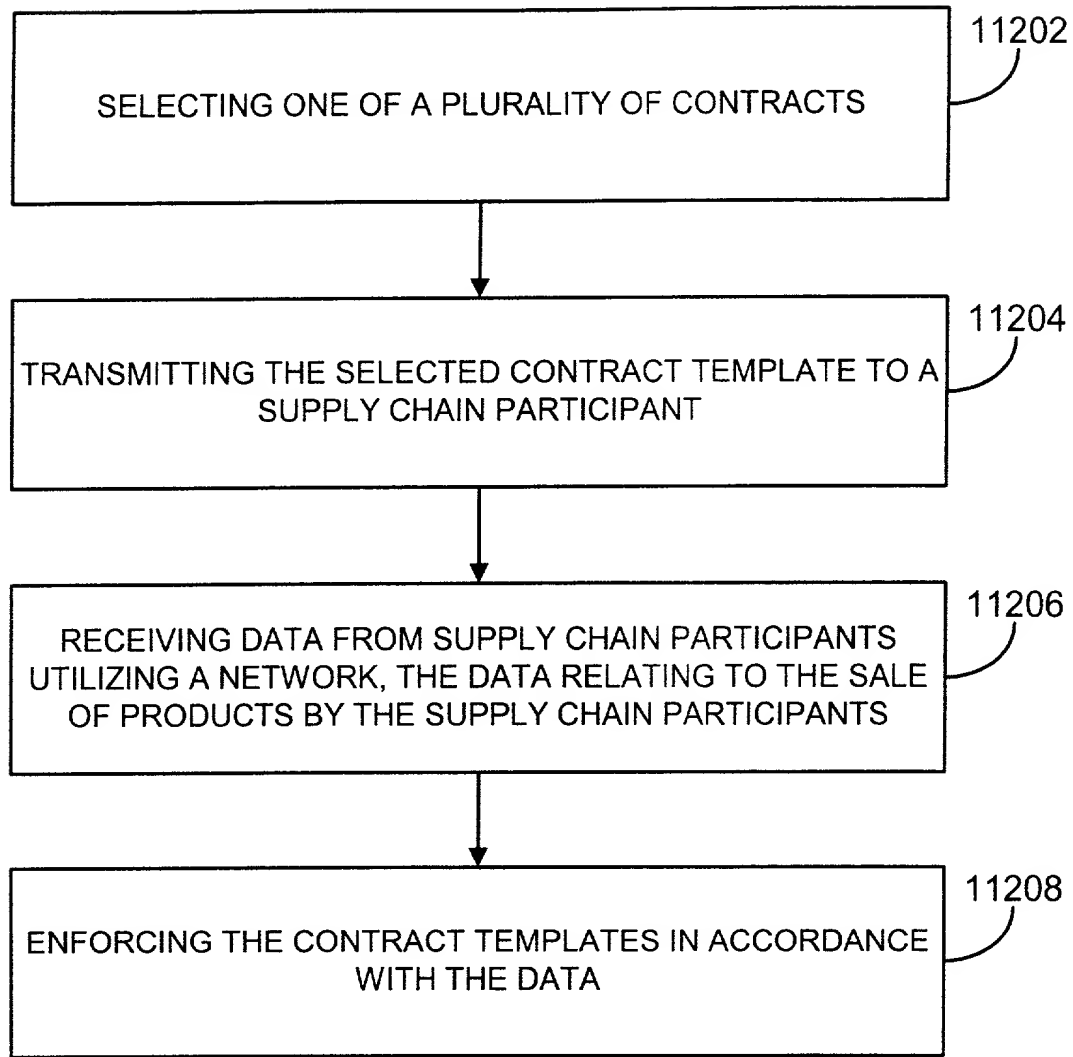 11202
SELECTING ONE OF A PLURALITY OF CONTRACTS
11204
TRANSMITTING THE SELECTED CONTRACT TEMPLATE TO A
SUPPLY CHAIN PARTICIPANT
11206
RECEIVING DATA FROM SUPPLY CHAIN PARTICIPANTS
UTILIZING A NETWORK, THE DATA RELATING TO THE SALE
OF PRODUCTS BY THE SUPPLY CHAIN PARTICIPANTS
11208
ENFORCING THE CONTRACT TEMPLATES IN ACCORDANCE
WITH THE DATA